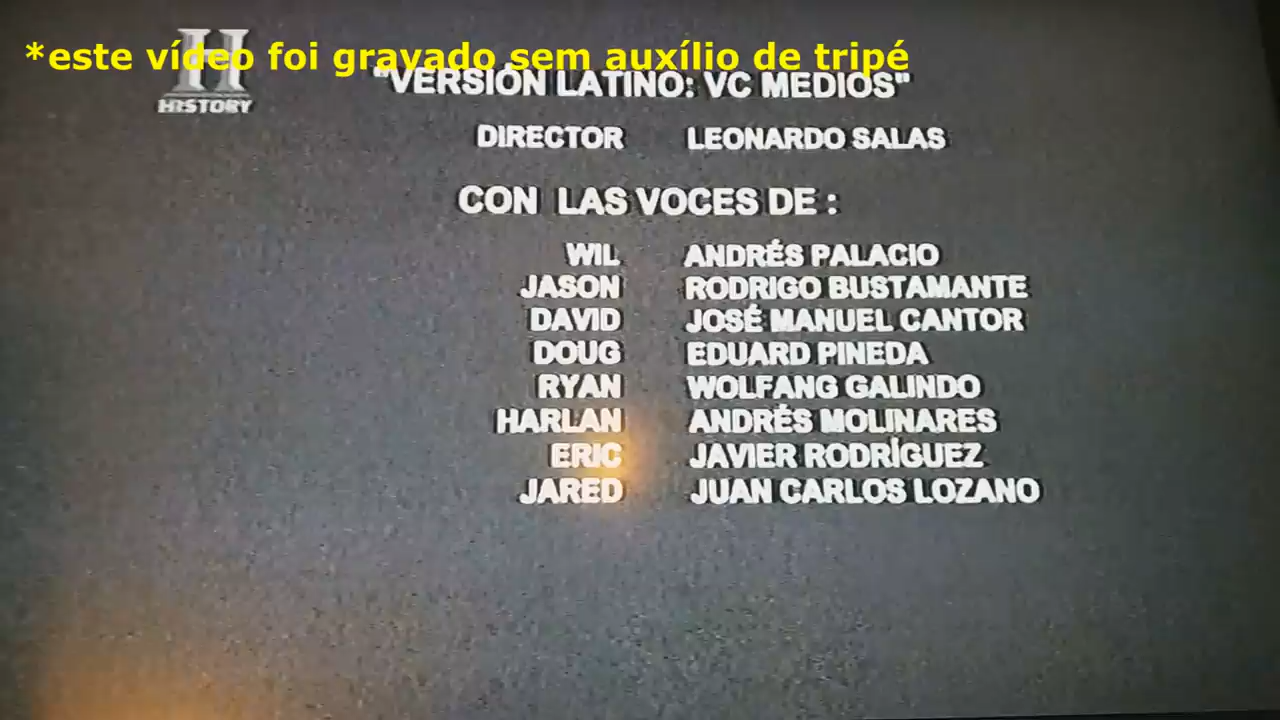 *este vídeo foi gravado sem auxílio de tripé
H
HISTORY
"VERSIÓN LATINO: VC MEDIOS"
DIRECTOR LEONARDO SALAS
CON LAS VOCES DE :
WIL ANDRÉS PALACIO
JASON RODRIGO BUSTAMANTE
DAVID JOSÉ MANUEL CANTOR
DOUG EDUARD PINEDA
RYAN WOLFANG GALINDO
HARLAN ANDRÉS MOLINARES
ERIC JAVIER RODRÍGUEZ
JARED JUAN CARLOS LOZANO